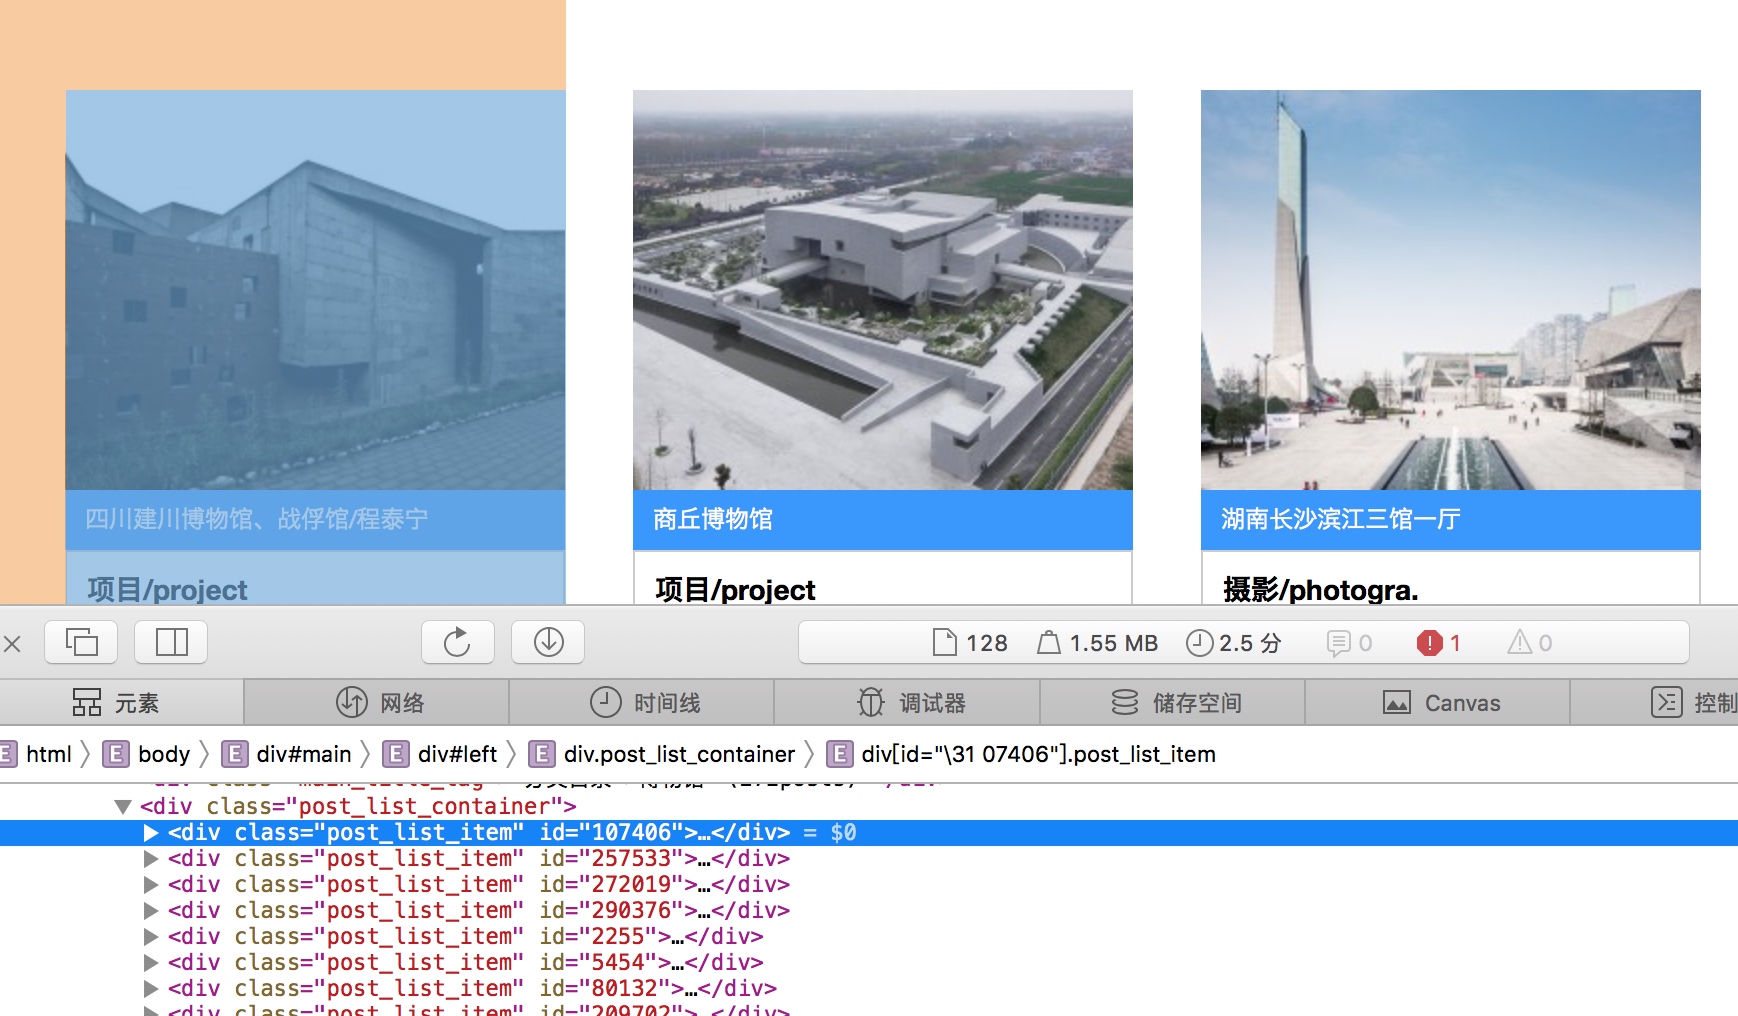 四川建川博物馆、战俘馆/程泰宁
商丘博物馆
湖南长沙滨江三馆一厅
项目/project
项目/project
摄影/photogra.
128 1.55 MB 2.5 分 0 1 0
元素 网络 时间线 调试器 储存空间 Canvas 控制
E html E body E div#main E div#left E div.post_list_container E div[id="\31 07406"].post_list_item
<div class="post_list_container">
<div class="post_list_item" id="107406">…</div> = $0
<div class="post_list_item" id="257533">…</div>
<div class="post_list_item" id="272019">…</div>
<div class="post_list_item" id="290376">…</div>
<div class="post_list_item" id="2255">…</div>
<div class="post_list_item" id="5454">…</div>
<div class="post_list_item" id="80132">…</div>
<div class="post_list_item" id="209702">…</div>